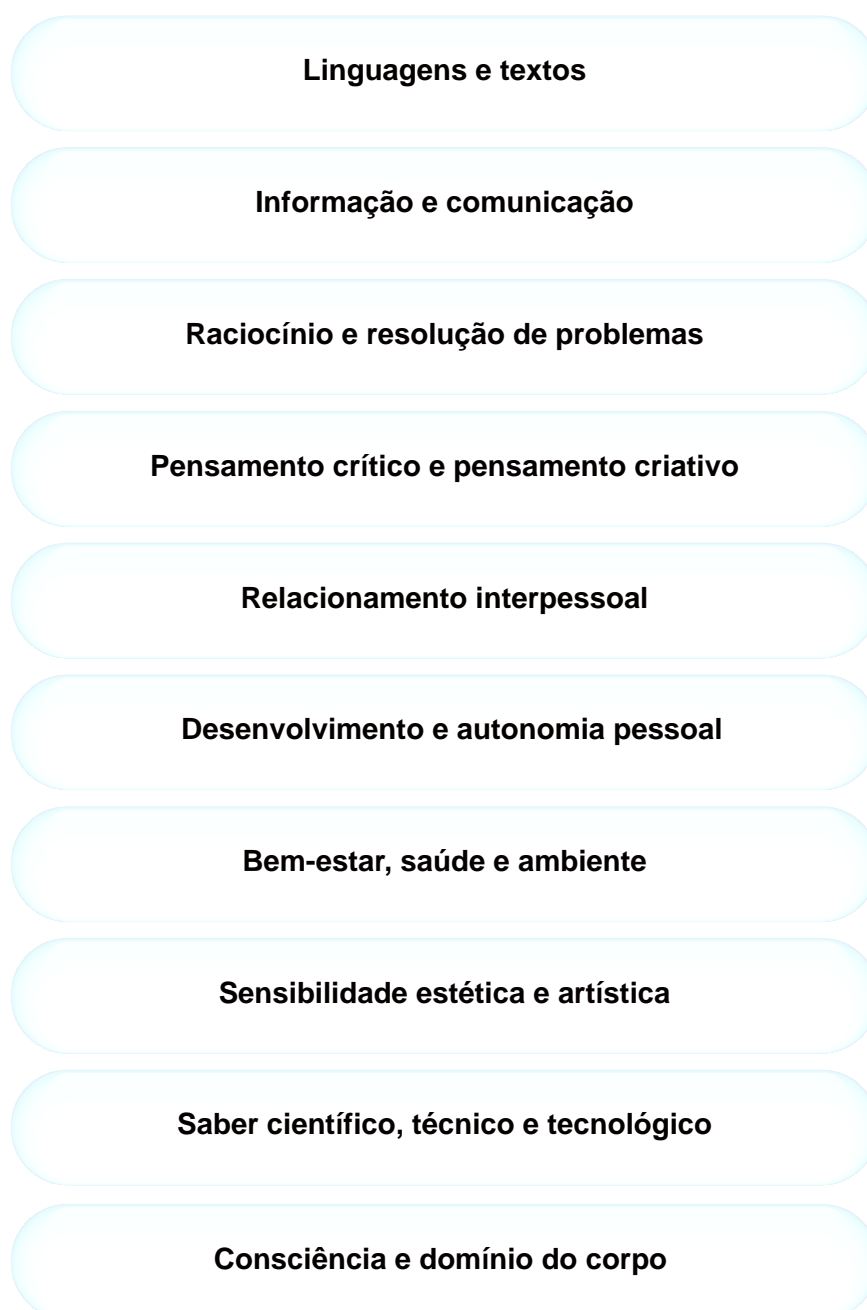 Linguagens e textos
Informação e comunicação
Raciocínio e resolução de problemas
Pensamento crítico e pensamento criativo
Relacionamento interpessoal
Desenvolvimento e autonomia pessoal
Bem-estar, saúde e ambiente
Sensibilidade estética e artística
Saber científico, técnico e tecnológico
Consciência e domínio do corpo